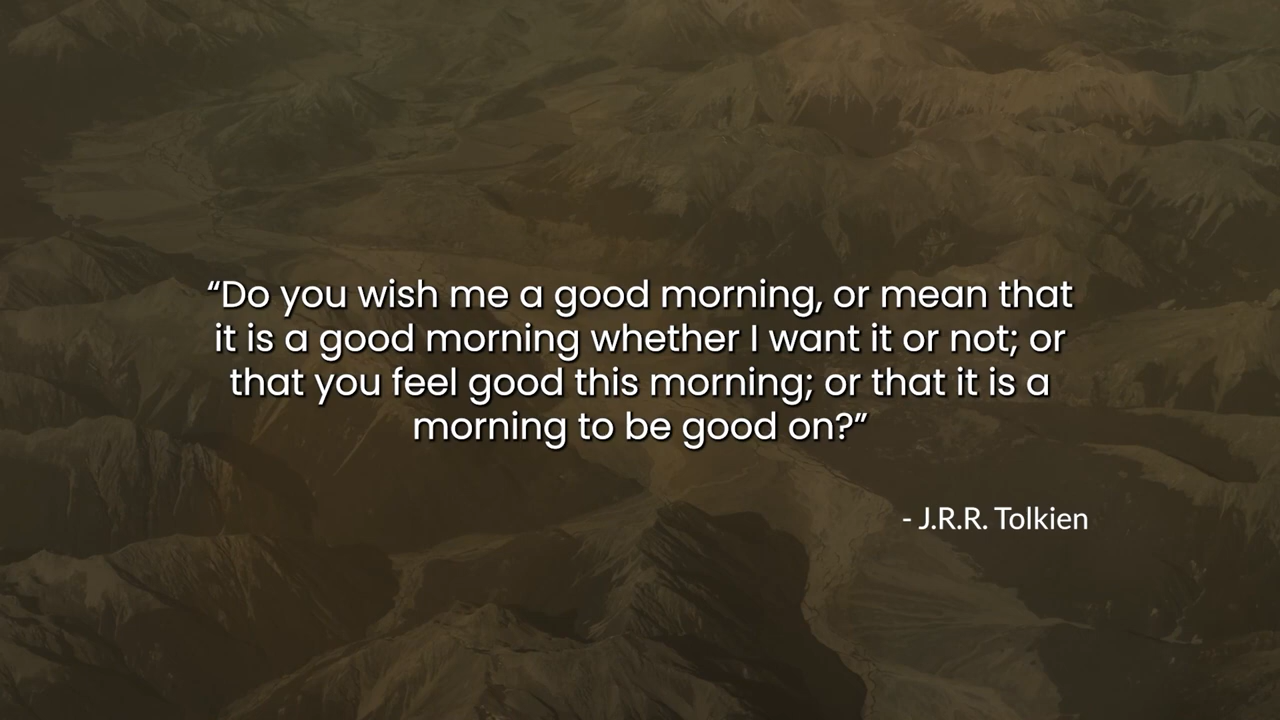 “Do you wish me a good morning, or mean that
it is a good morning whether I want it or not; or
that you feel good this morning; or that it is a
morning to be good on?”
- J.R.R. Tolkien